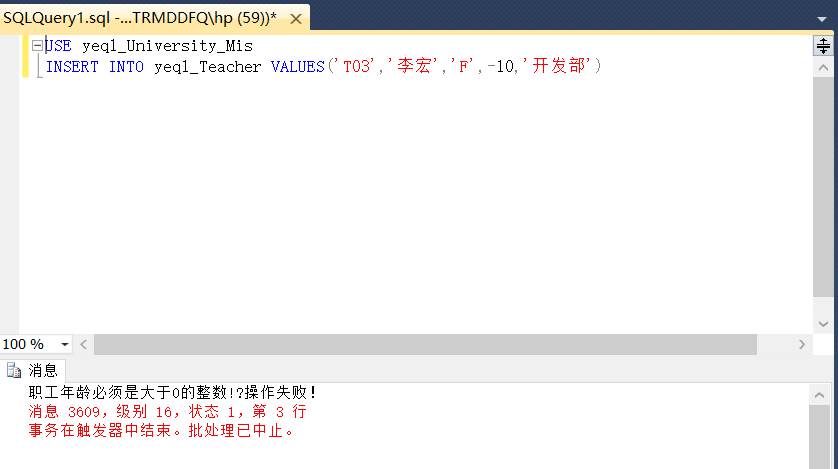 SQLQuery1.sql -...TRMDDFQ\hp (59))*
USE yeql_University_Mis
INSERT INTO yeql_Teacher VALUES('T03','李宏','F',-10,'开发部')
100 %
消息
职工年龄必须是大于0的整数!?操作失败!
消息 3609，级别 16，状态 1，第 3 行
事务在触发器中结束。批处理已中止。